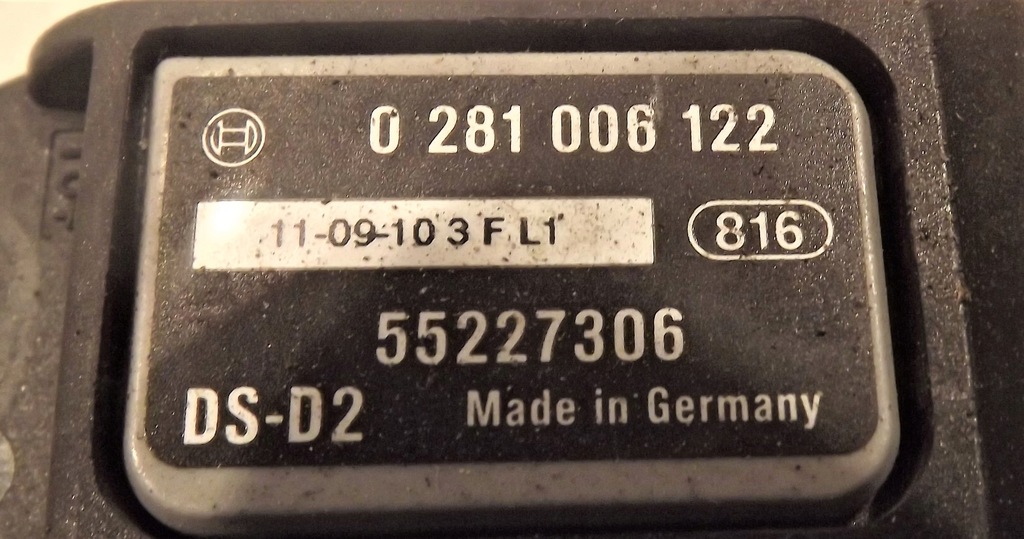 0 281 006 122
11-09-10 3 F L1 816
55227306
DS-D2 Made in Germany